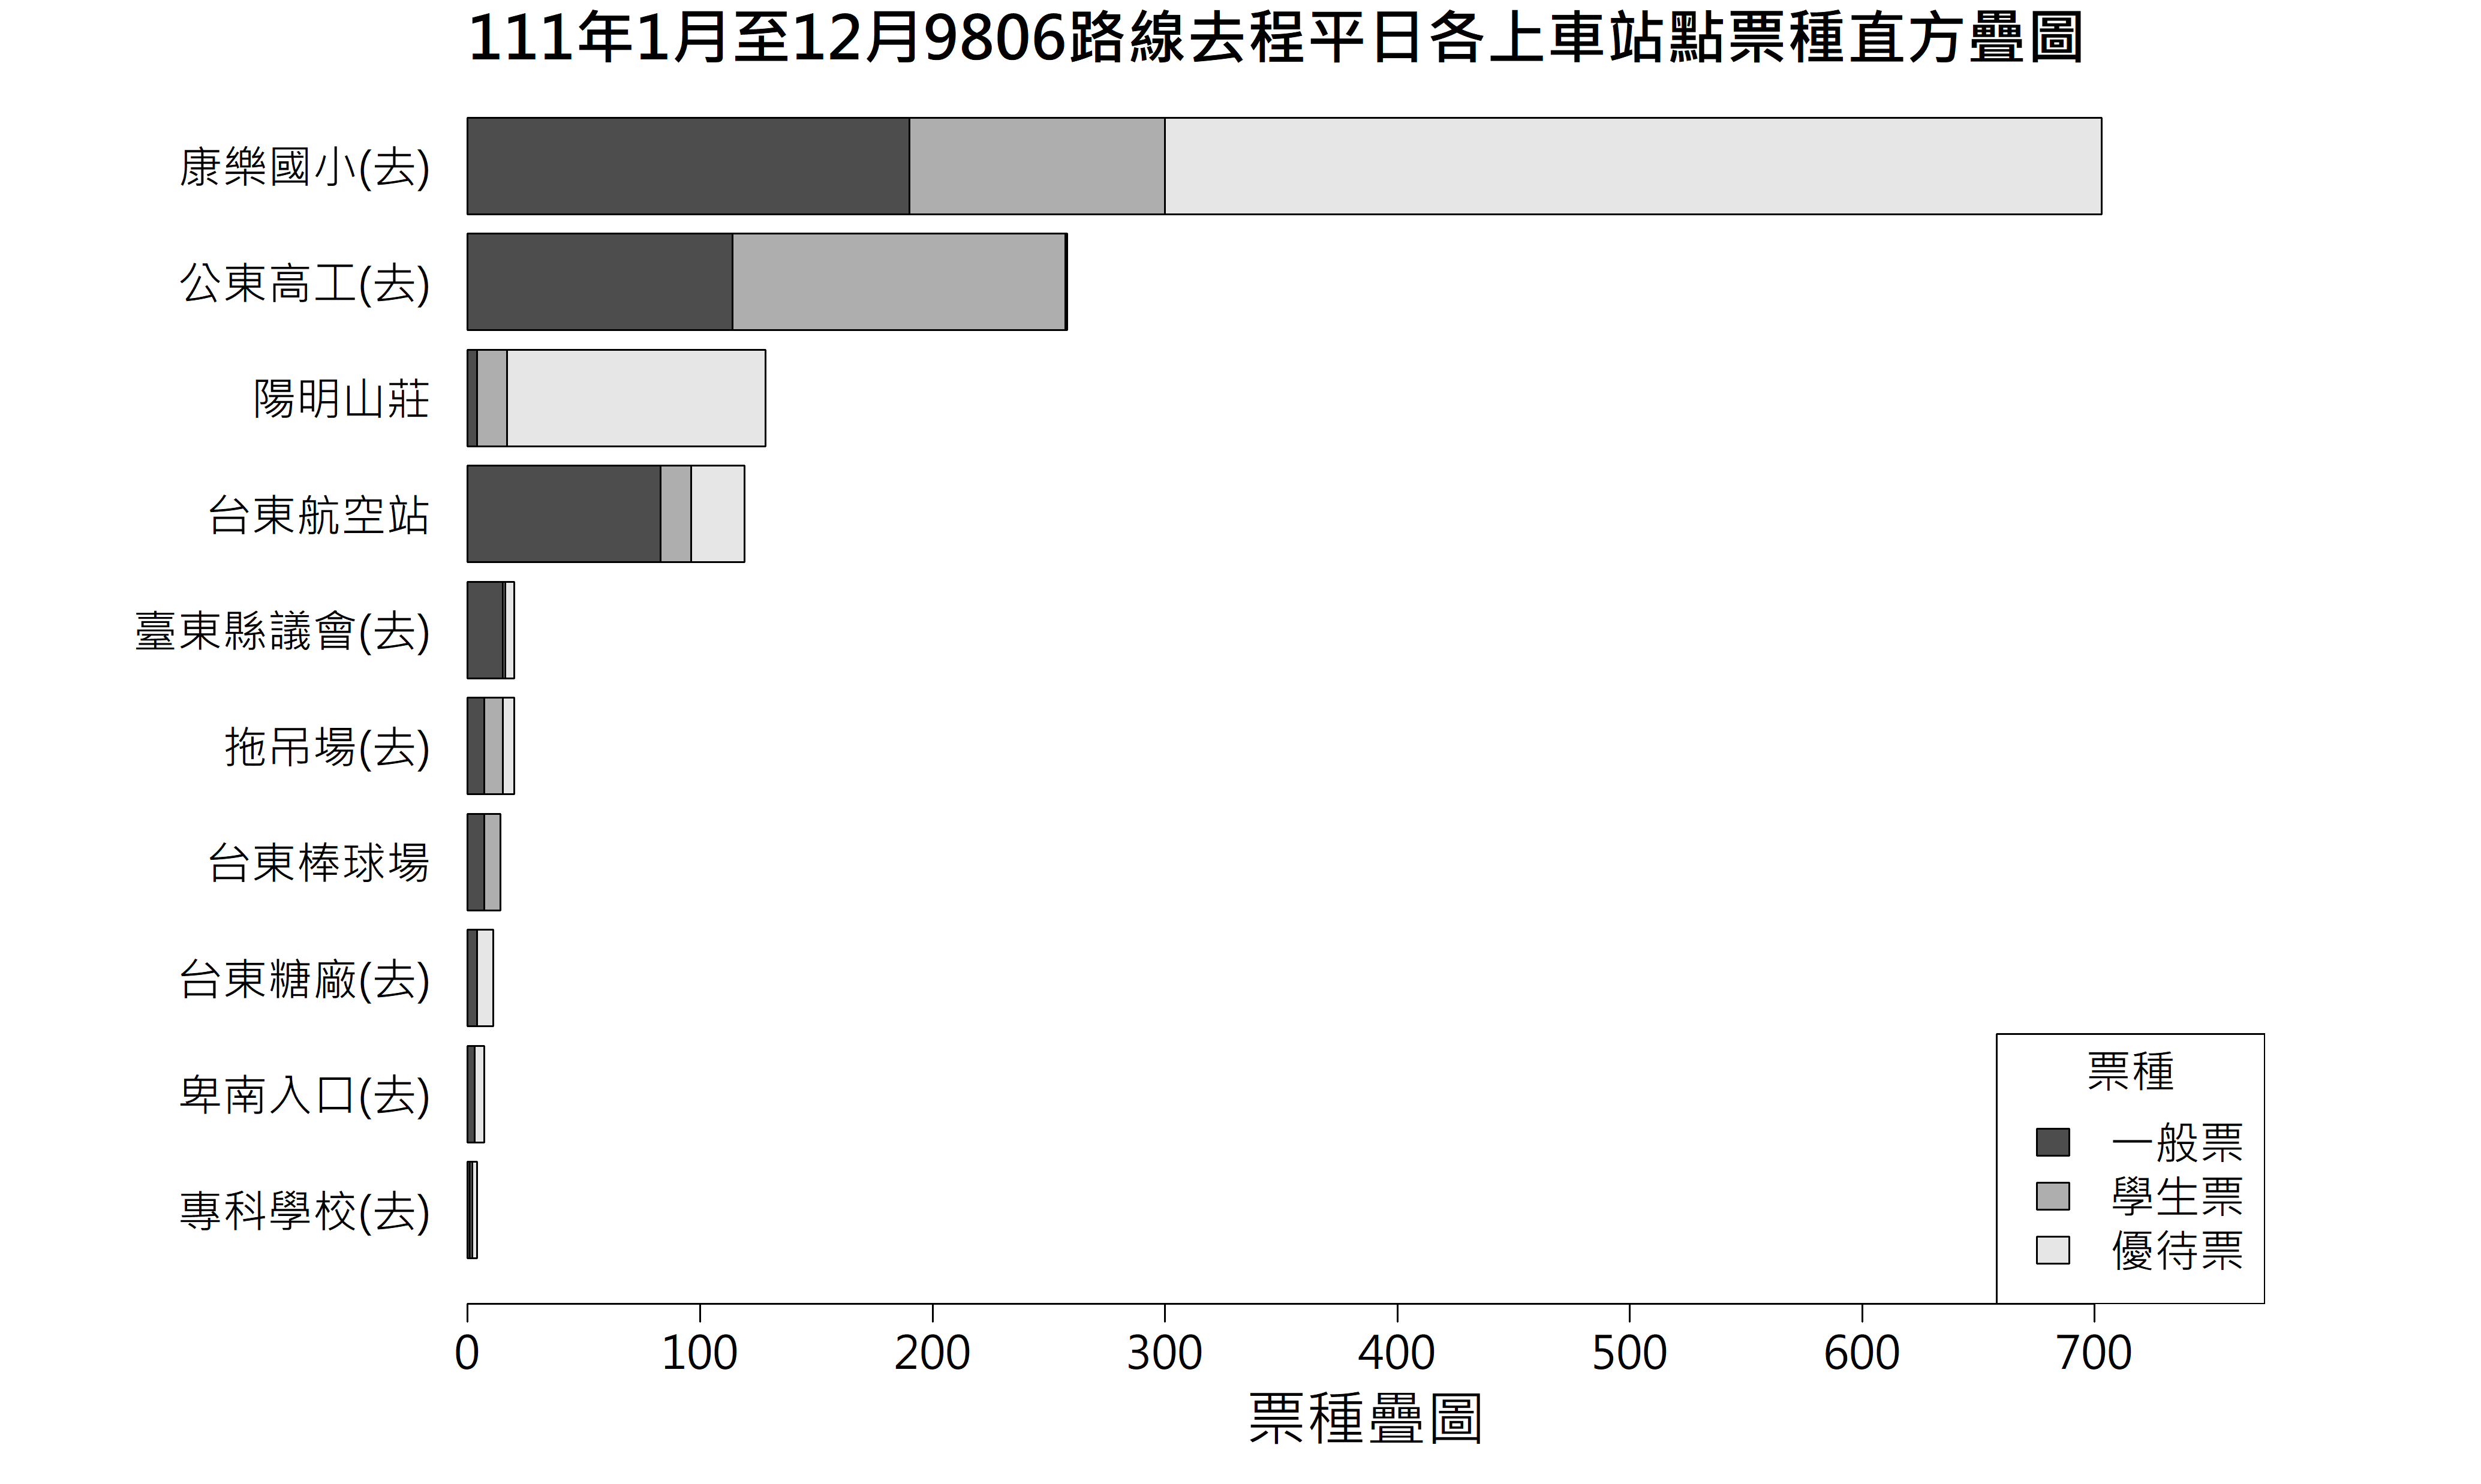 111年1月至12月9806路線去程平日各上車站點票種直方疊圖
康樂國小(去)
公東高工(去)
陽明山莊
台東航空站
臺東縣議會(去)
拖吊場(去)
台東棒球場
台東糖廠(去)
卑南入口(去)
專科學校(去)
票種
一般票
學生票
優待票
0 100 200 300 400 500 600 700
票種疊圖